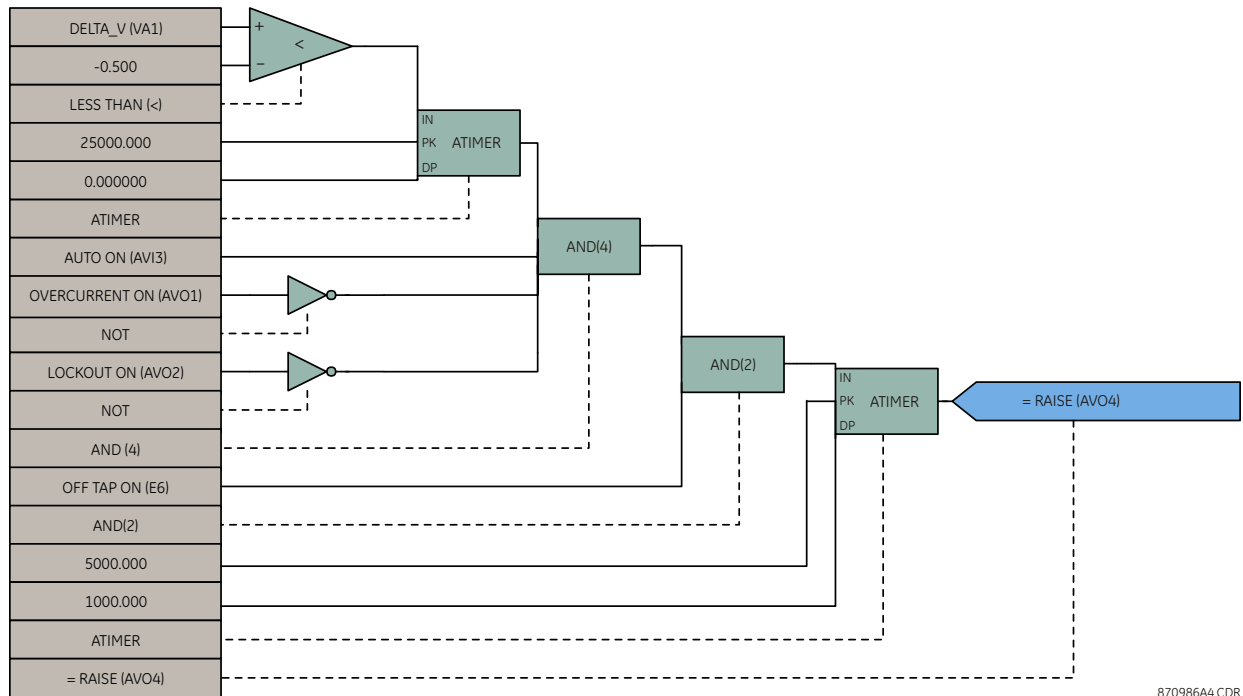 DELTA_V (VA1)
-0.500
LESS THAN (<)
25000.000
0.000000
ATIMER
AUTO ON (AVI3)
OVERCURRENT ON (AVO1)
NOT
LOCKOUT ON (AVO2)
NOT
AND (4)
OFF TAP ON (E6)
AND(2)
5000.000
1000.000
ATIMER
= RAISE (AVO4)
+
<
−
IN
PK
ATIMER
DP
AND(4)
AND(2)
IN
PK
ATIMER
DP
= RAISE (AVO4)
870986A4.CDR